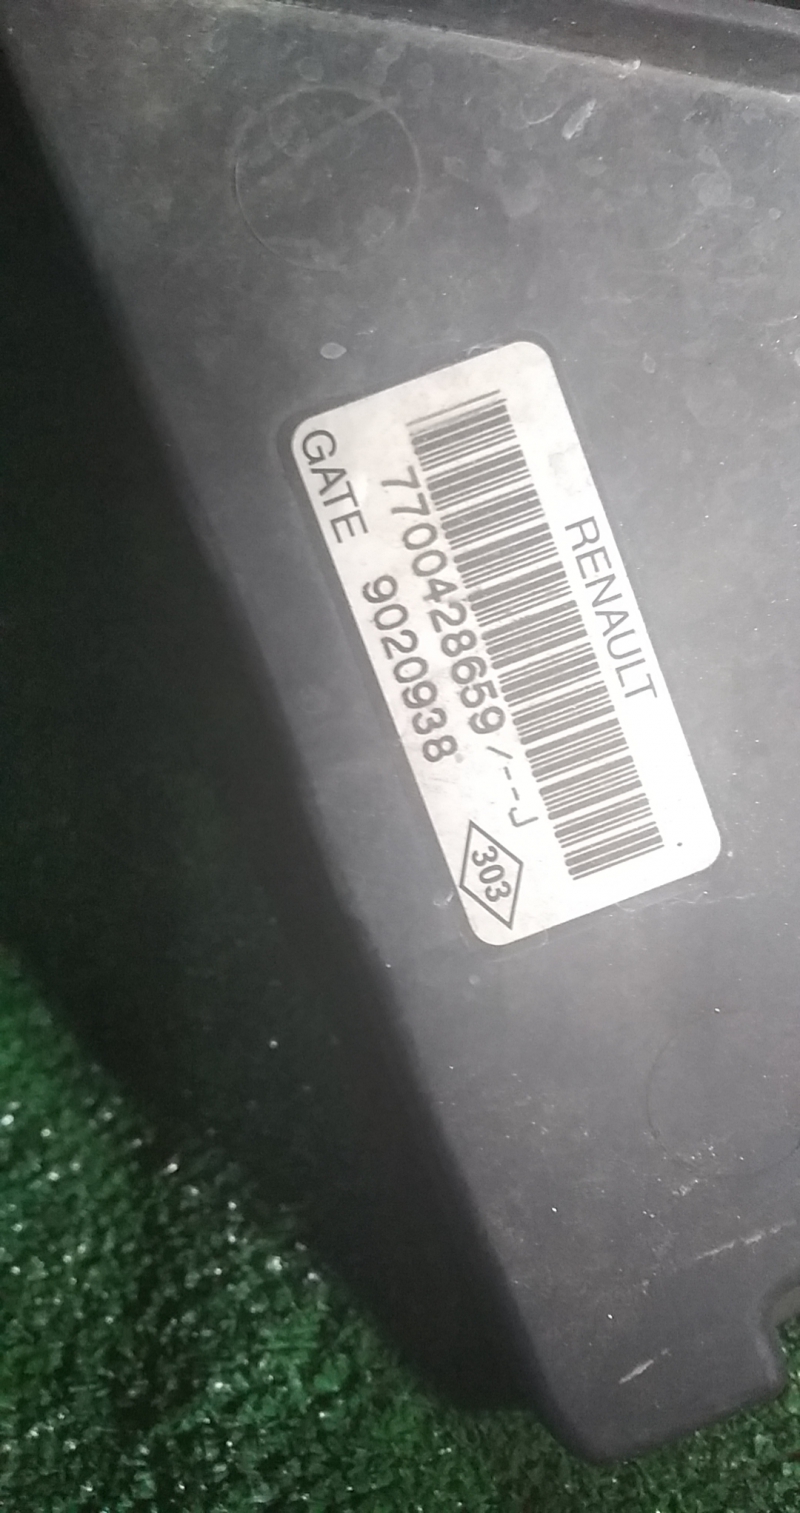 RENAULT
7700428659/--J
GATE 9020938
303